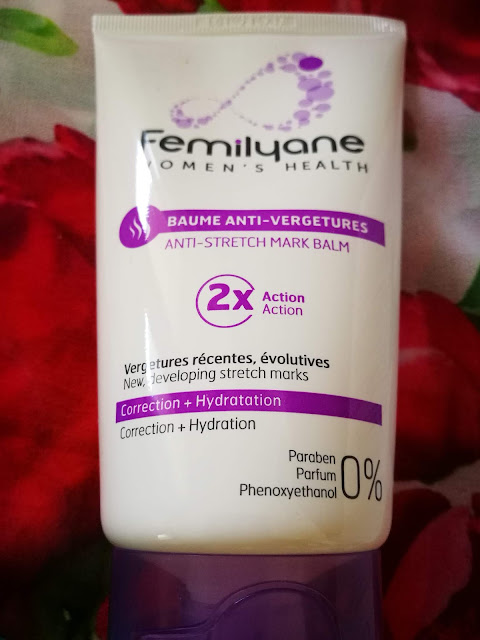 Femilyane
WOMEN'S HEALTH
BAUME ANTI-VERGETURES
ANTI-STRETCH MARK BALM
2x Action
Action
Vergetures récentes, évolutives
New, developing stretch marks
Correction + Hydratation
Correction + Hydration
Paraben
Parfum
Phenoxyethanol 0%